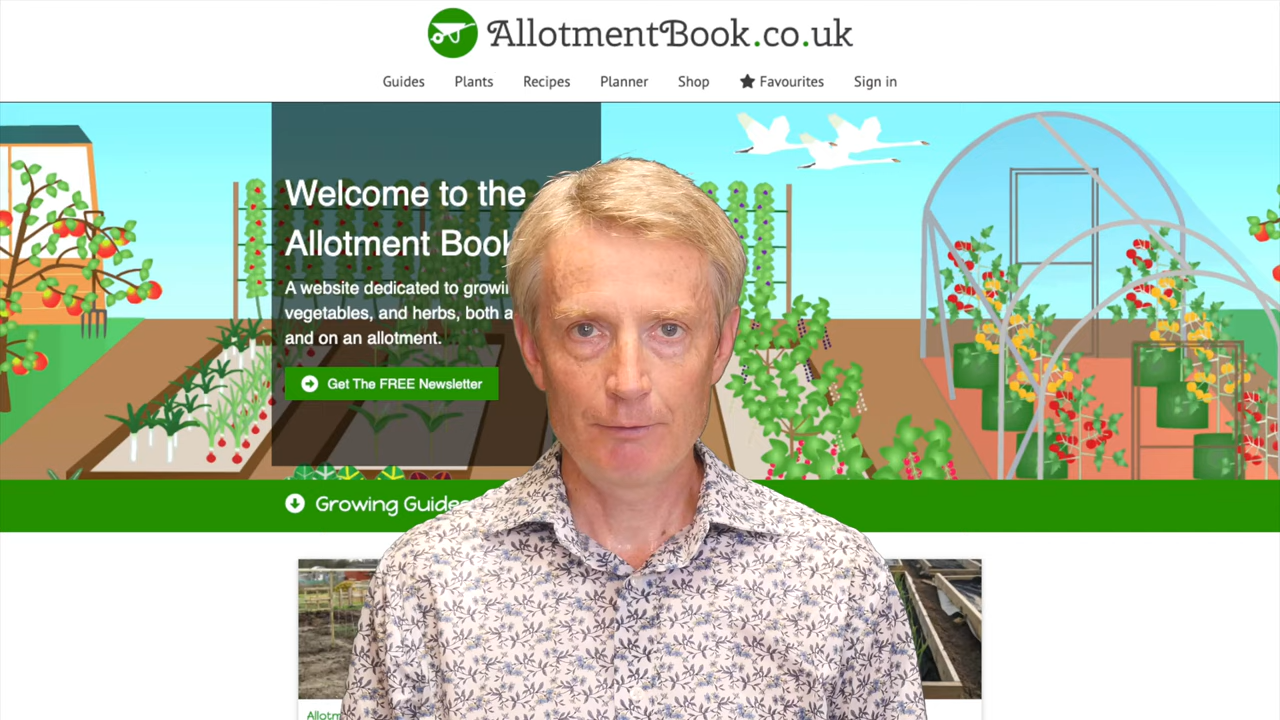 AllotmentBook.co.uk
Guides Plants Recipes Planner Shop Favourites Sign in
Welcome to the
Allotment Book
A website dedicated to
vegetables, and herbs, both
and on an allotment.
Get The FREE Newsletter
Growing Guides